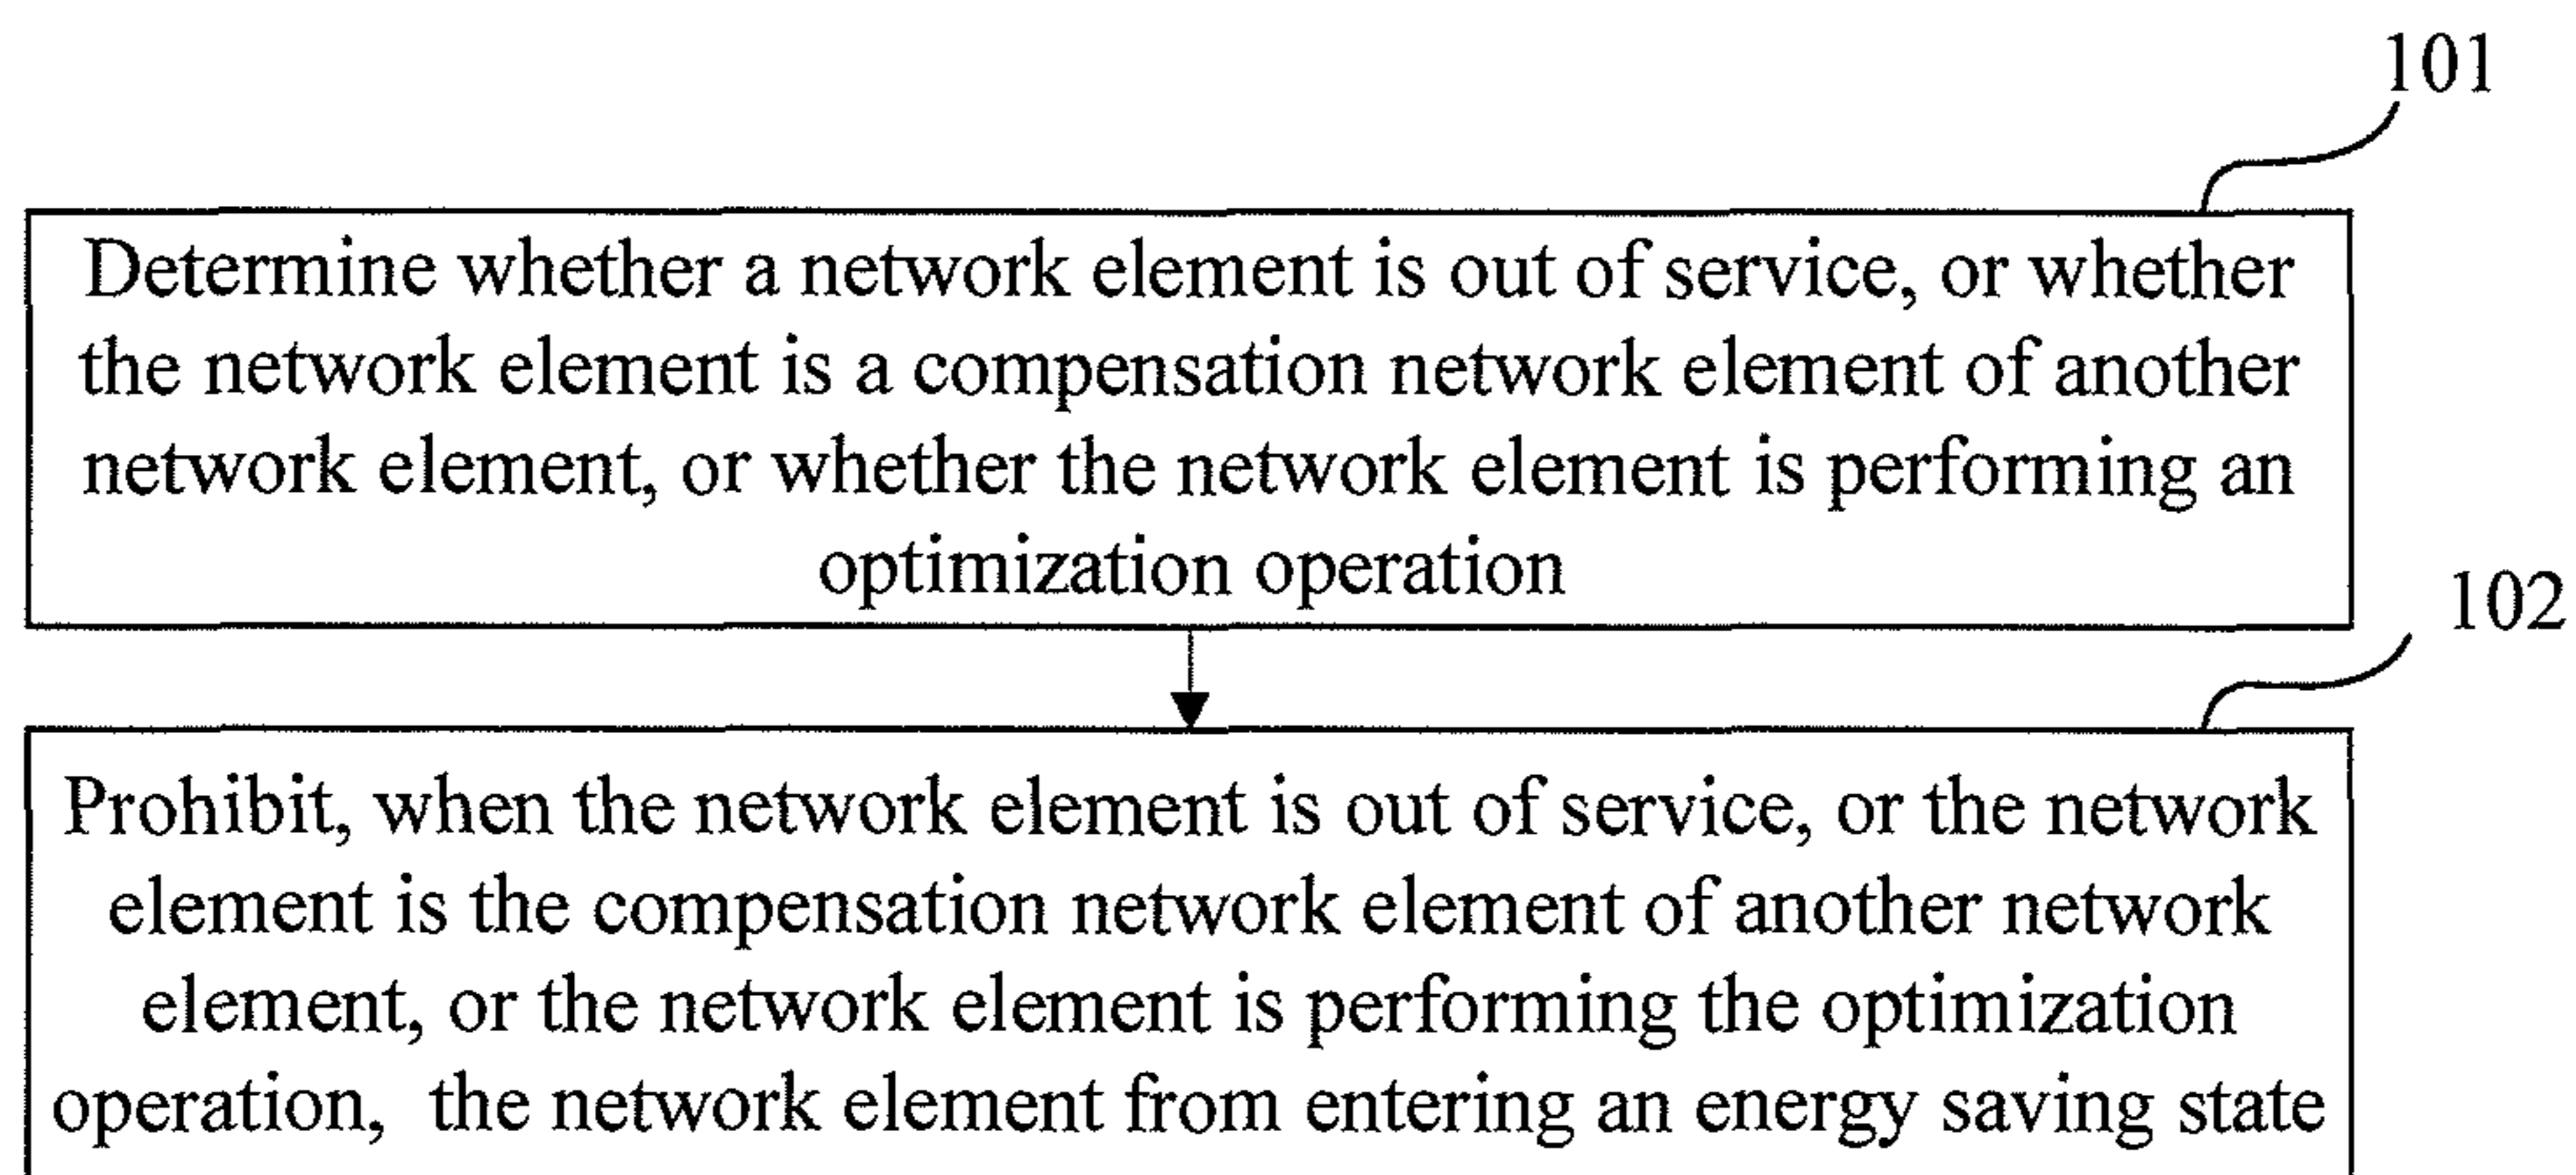 101
Determine whether a network element is out of service, or whether
the network element is a compensation network element of another
network element, or whether the network element is performing an
optimization operation
102
Prohibit, when the network element is out of service, or the network
element is the compensation network element of another network
element, or the network element is performing the optimization
operation, the network element from entering an energy saving state